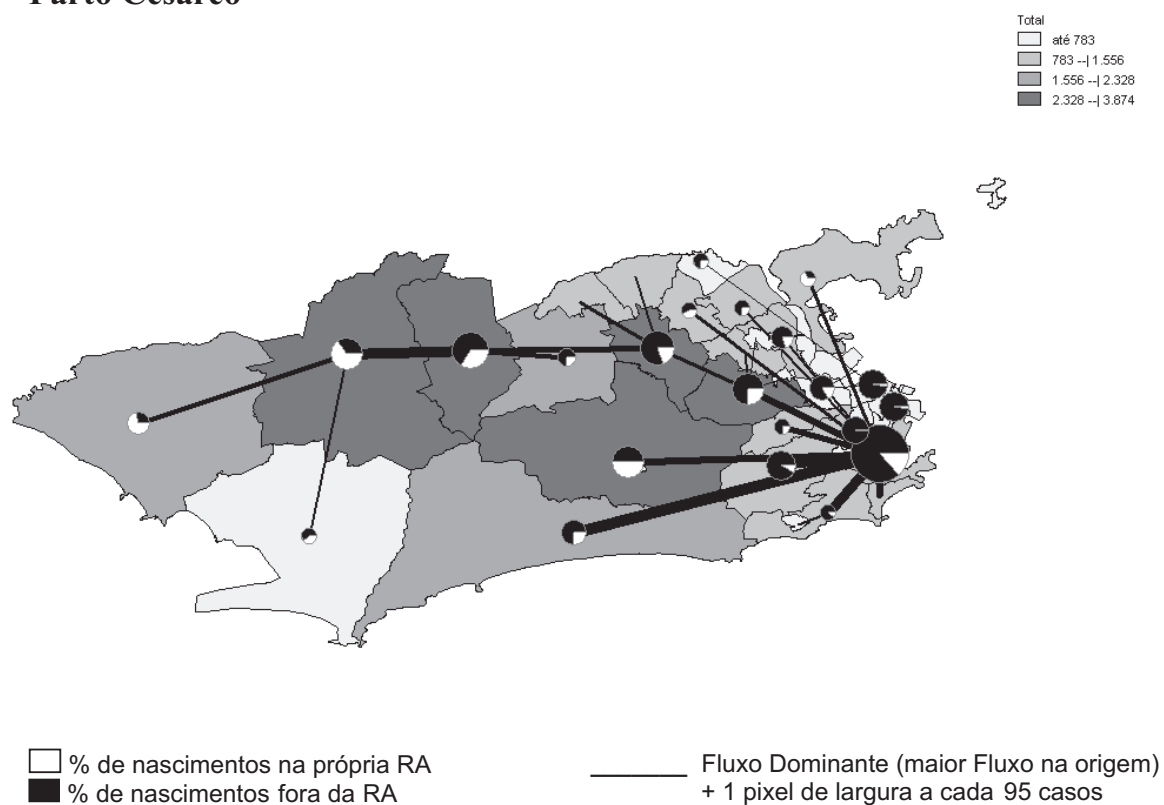 Parto Cesáreo
Total
até 783
783 --| 1.556
1.556 --| 2.328
2.328 --| 3.874
% de nascimentos na própria RA
% de nascimentos fora da RA
Fluxo Dominante (maior Fluxo na origem)
+ 1 pixel de largura a cada 95 casos